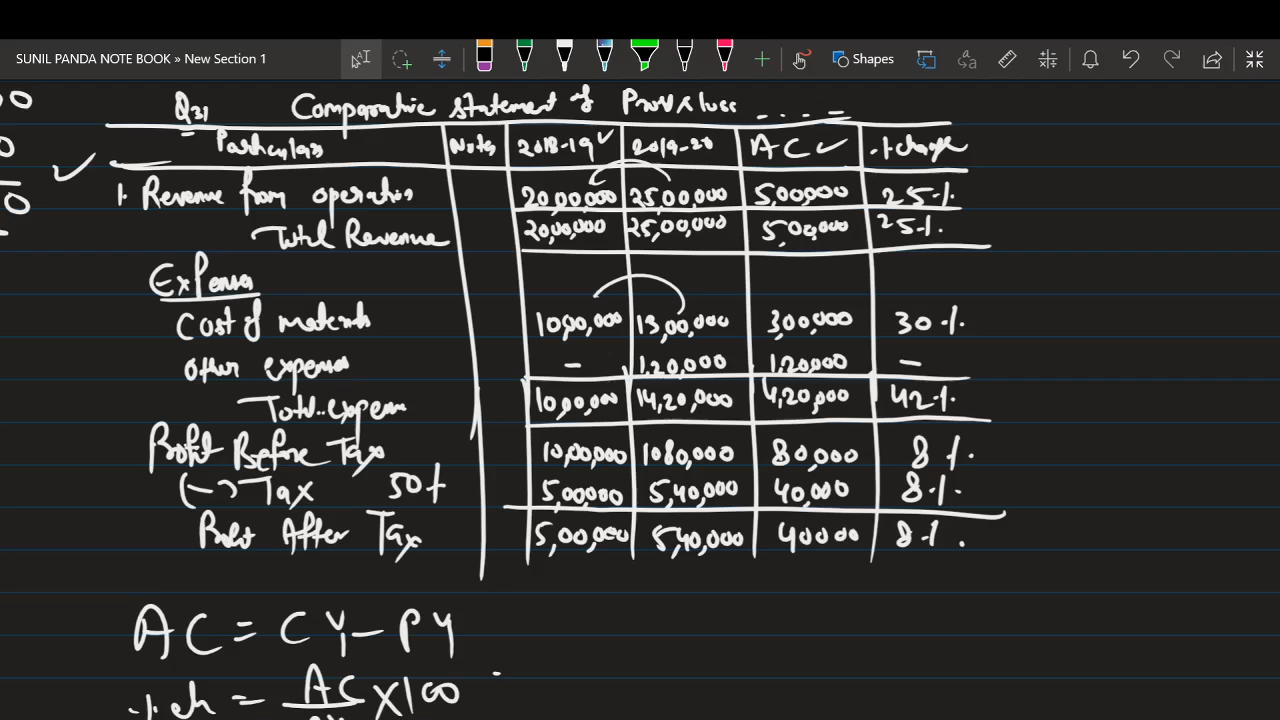 SUNIL PANDA NOTE BOOK » New Section 1
Shapes
Q31 Comparative statement of Profit & loss ....
Particulars Notes 2018-19 ✓ 2019-20 AC ✓ % change
1. Revenue from operation 20,00,000 25,00,000 5,00,000 25%
Total Revenue 20,00,000 25,00,000 5,00,000 25%.
Expenses
Cost of materials 10,00,000 13,00,000 3,00,000 30%
other expenses - 1,20,000 1,20,000 -
Total expense 10,00,000 14,20,000 4,20,000 42%
Profit Before Tax 10,00,000 1080,000 80,000 8%.
(-) Tax 50% 5,00,000 5,40,000 40,000 8%.
Profit After Tax 5,00,000 5,40,000 40000 8%.
AC = CY - PY
% ch = AC × 100